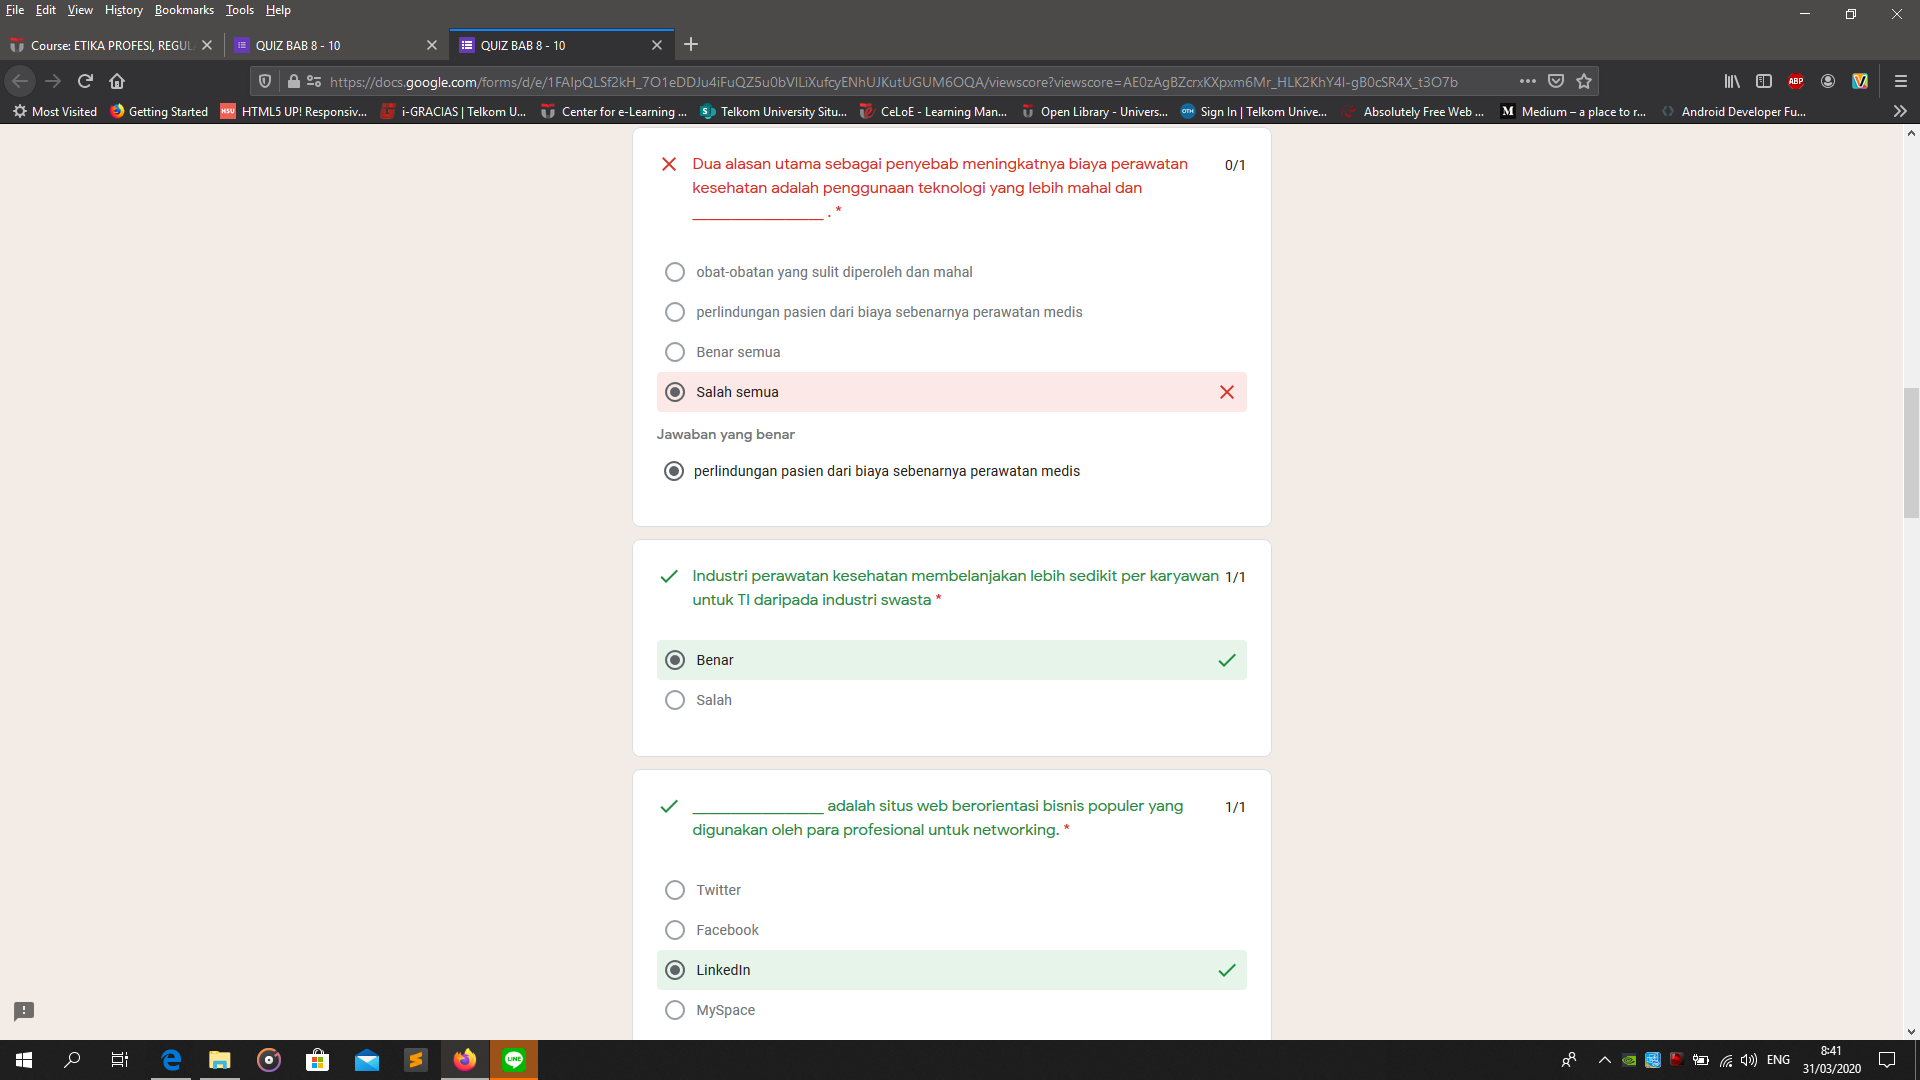 File Edit View History Bookmarks Tools Help
Course: ETIKA PROFESI, REGUL
QUIZ BAB 8 - 10
QUIZ BAB 8 - 10
https://docs.google.com/forms/d/e/1FAIpQLSf2kH_7O1eDDJu4iFuQZ5u0bVlLiXufcyENhUJKutUGUM6OQA/viewscore?viewscore=AE0zAgBZcrxKXpxm6Mr_HLK2KhY4l-gB0cSR4X_t3O7b
Most Visited Getting Started HTML5 UP! Responsiv... i-GRACIAS | Telkom U... Center for e-Learning ... Telkom University Situ... CeLoE - Learning Man... Open Library - Univers... Sign In | Telkom Unive... Absolutely Free Web ... Medium – a place to r... Android Developer Fu...
Dua alasan utama sebagai penyebab meningkatnya biaya perawatan 0/1
kesehatan adalah penggunaan teknologi yang lebih mahal dan
__________________ . *
obat-obatan yang sulit diperoleh dan mahal
perlindungan pasien dari biaya sebenarnya perawatan medis
Benar semua
Salah semua
Jawaban yang benar
perlindungan pasien dari biaya sebenarnya perawatan medis
Industri perawatan kesehatan membelanjakan lebih sedikit per karyawan 1/1
untuk TI daripada industri swasta *
Benar
Salah
__________________ adalah situs web berorientasi bisnis populer yang 1/1
digunakan oleh para profesional untuk networking. *
Twitter
Facebook
LinkedIn
MySpace
ENG
8:41
31/03/2020